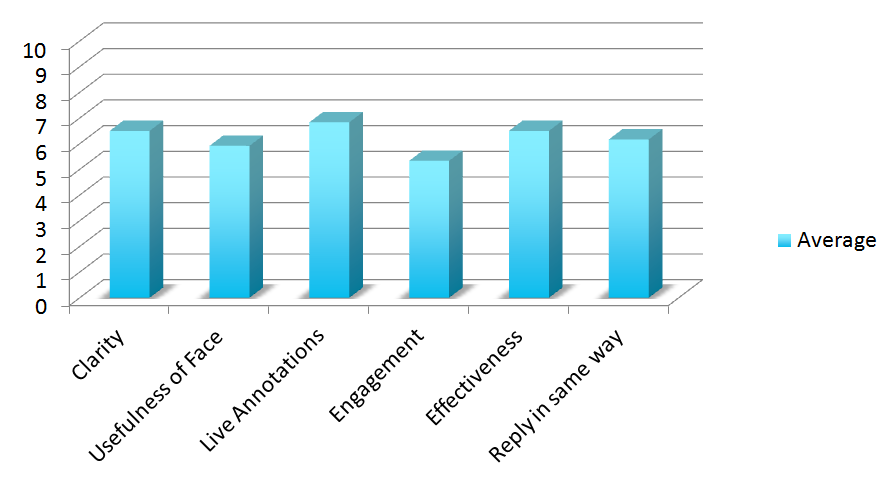 10
9
8
7
6
5
4
3
2
1
0
Clarity
Usefulness of Face
Live Annotations
Engagement
Effectiveness
Reply in same way
Average